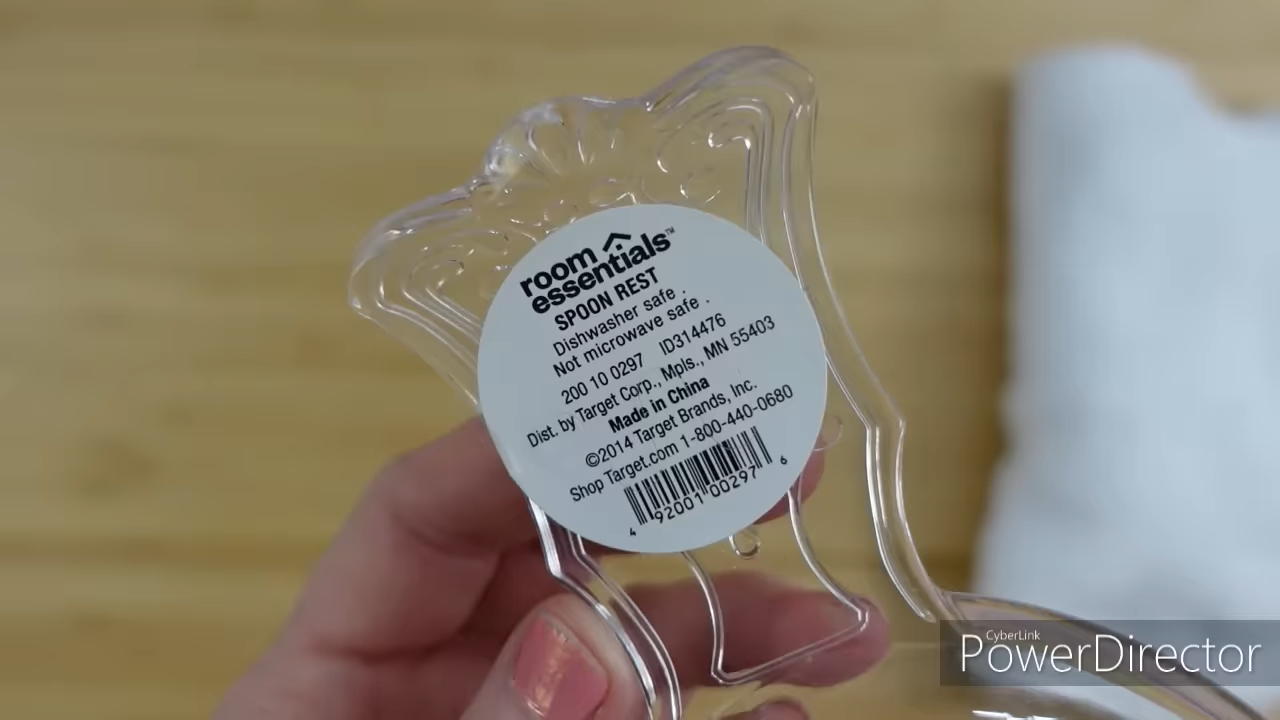 room
essentials™
SPOON REST
Dishwasher safe .
Not microwave safe .
200 10 0297 ID314476
Dist. by Target Corp., Mpls., MN 55403
Made in China
©2014 Target Brands, Inc.
Shop Target.com 1-800-440-0680
4 92001 00297 6
CyberLink
PowerDirector